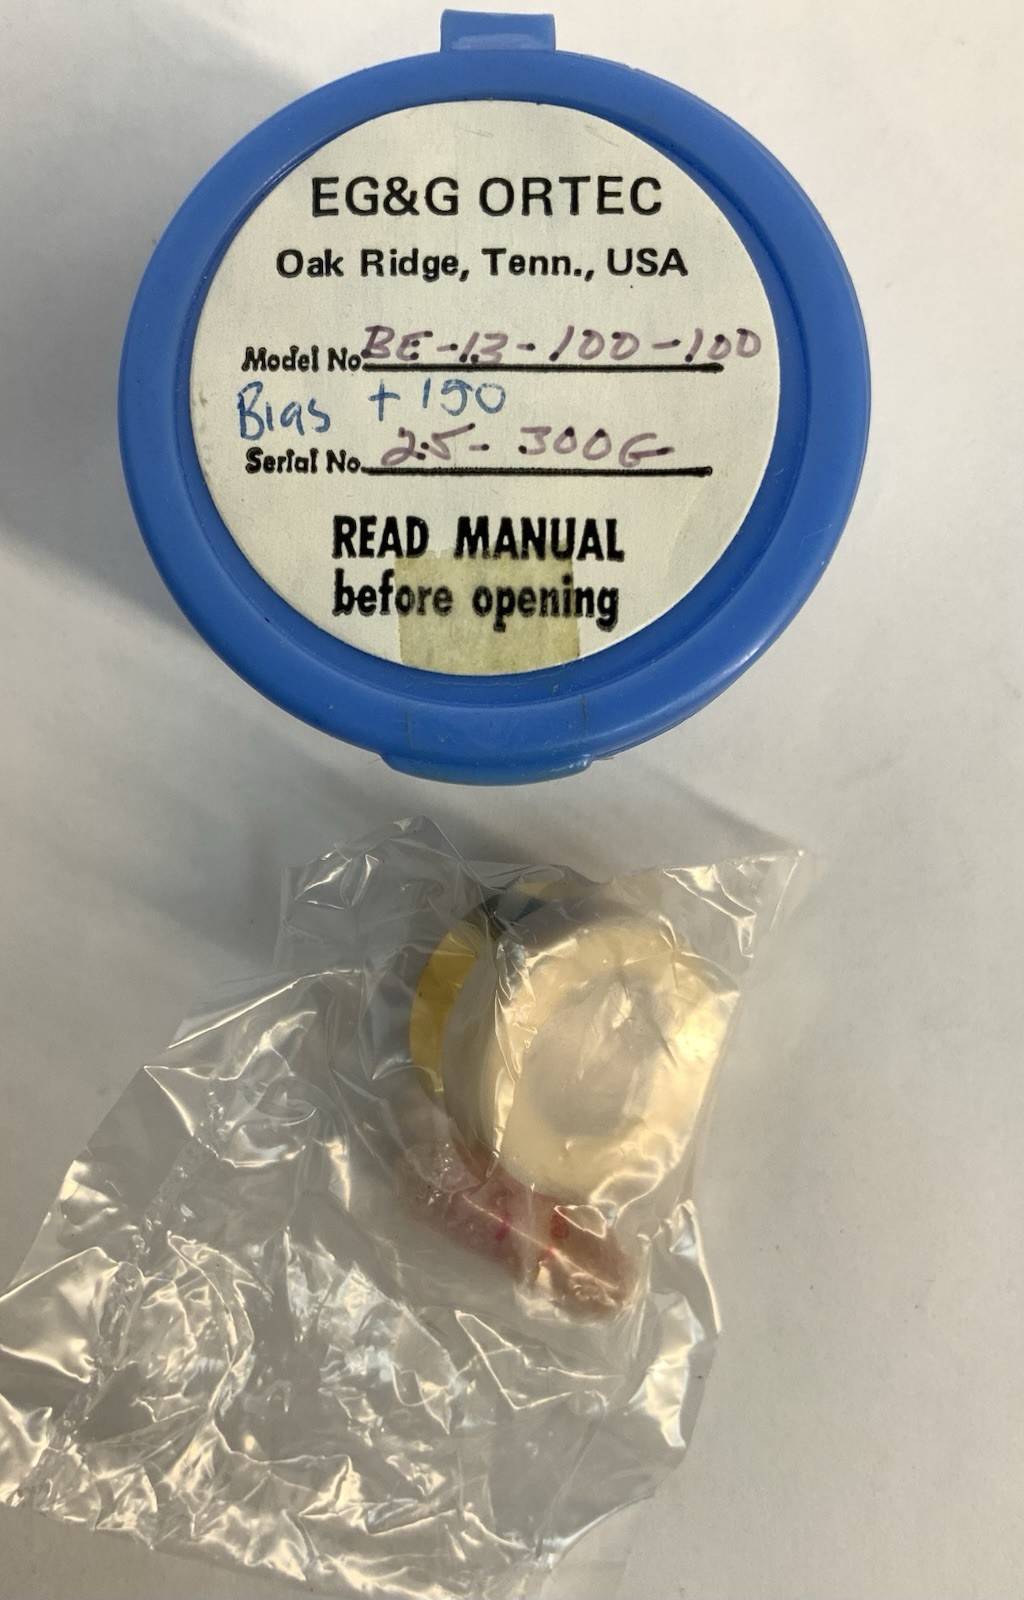 EG&G ORTEC
Oak Ridge, Tenn., USA
Model No. BE-13-100-100
Bias +190
Serial No. 25-300G
READ MANUAL
before opening